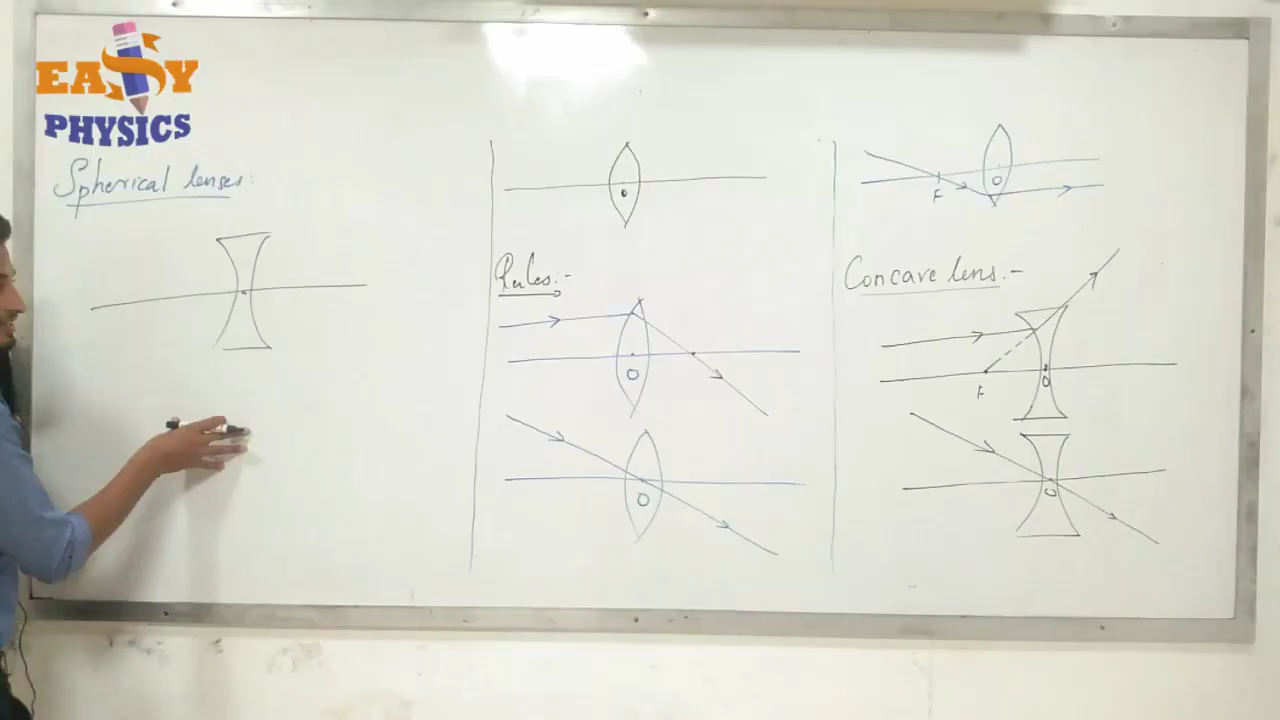 EASY
PHYSICS
Spherical lenses:
Rules:-
O
O
F
O
Concave lens:-
F
O